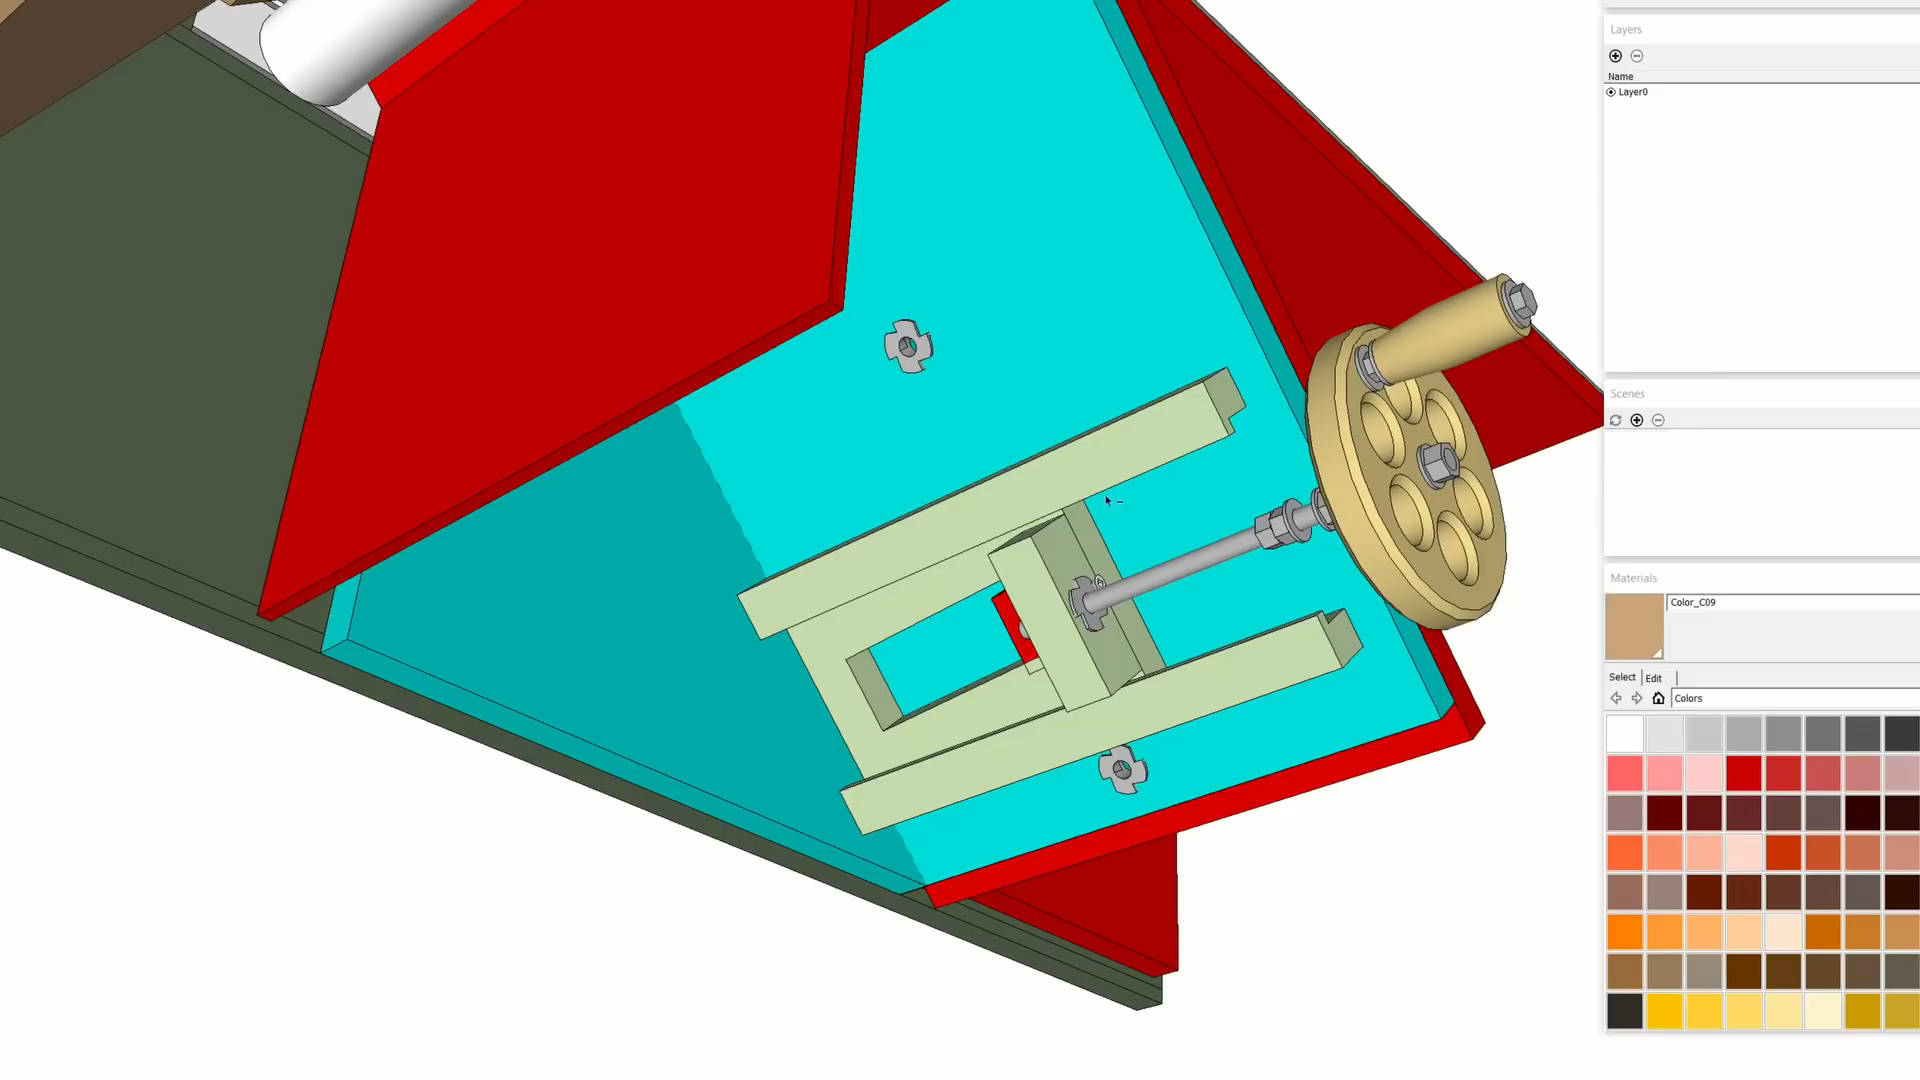 Layers
Name
Layer0
Scenes
Materials
Color_C09
Select Edit
Colors